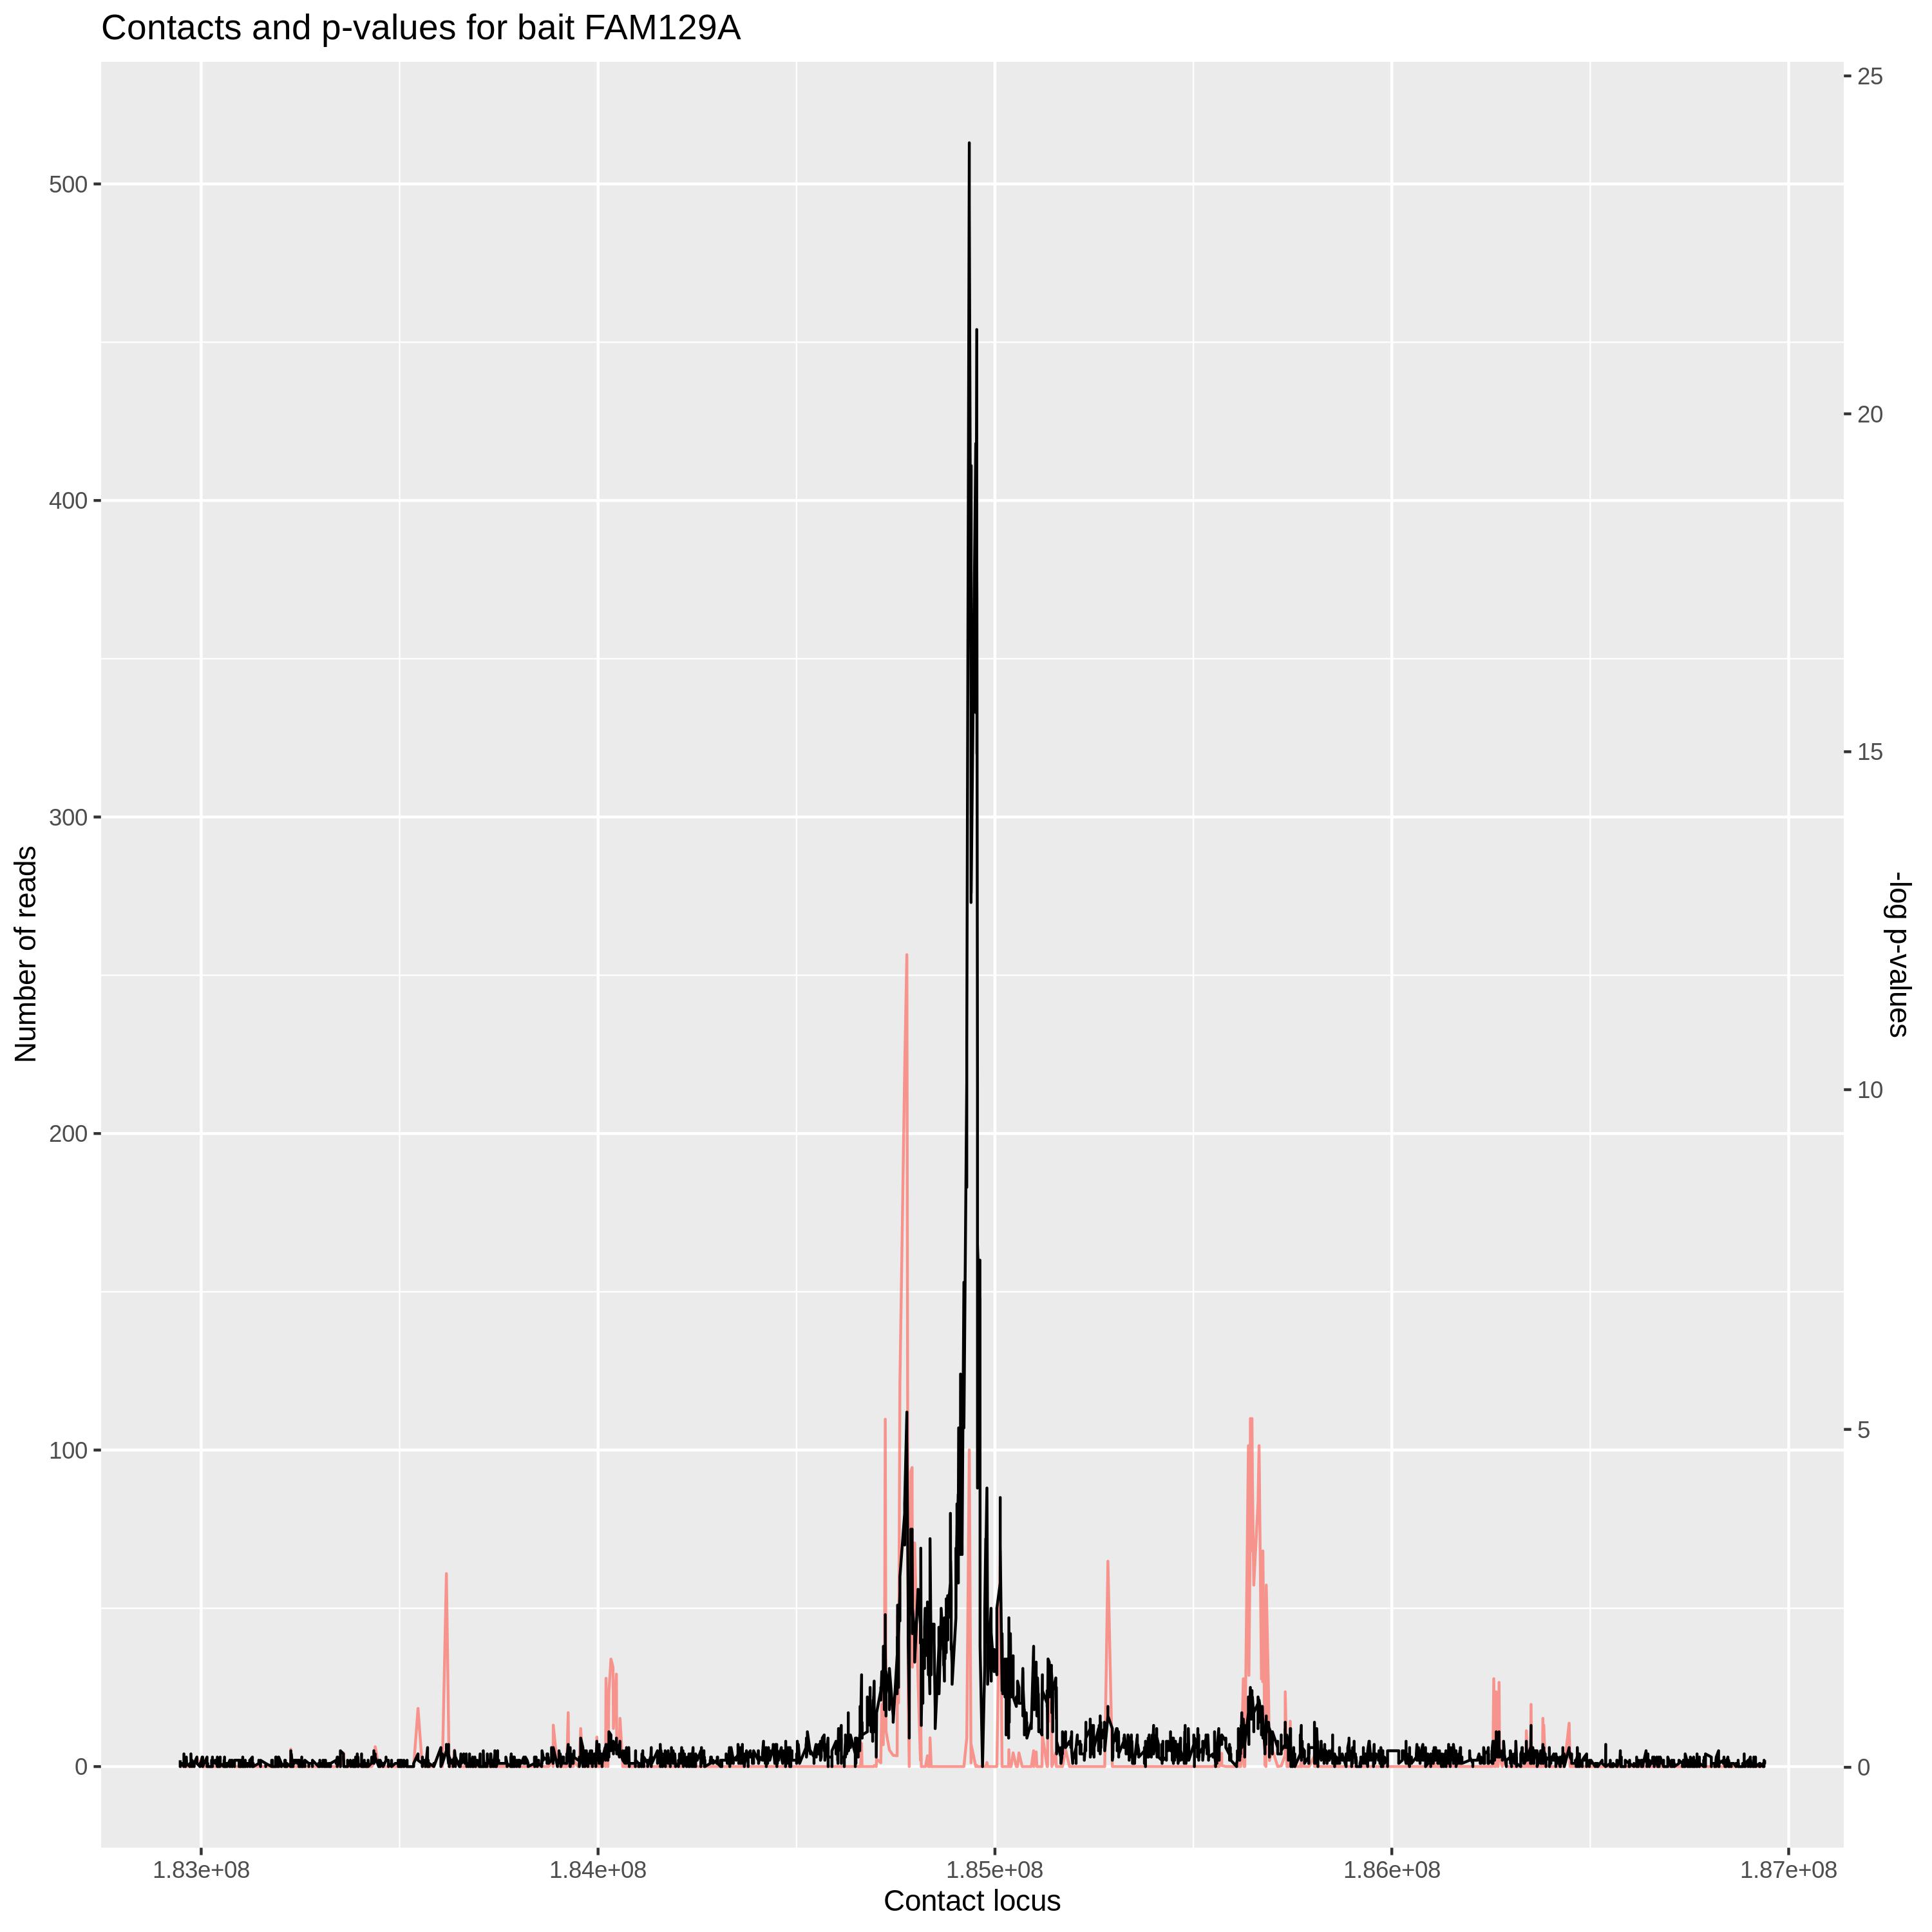 Contacts and p-values for bait FAM129A
25
500
20
400
15
300
Number of reads
-log p-values
10
200
5
100
0
0
1.83e+08
1.84e+08
1.85e+08
1.86e+08
1.87e+08
Contact locus